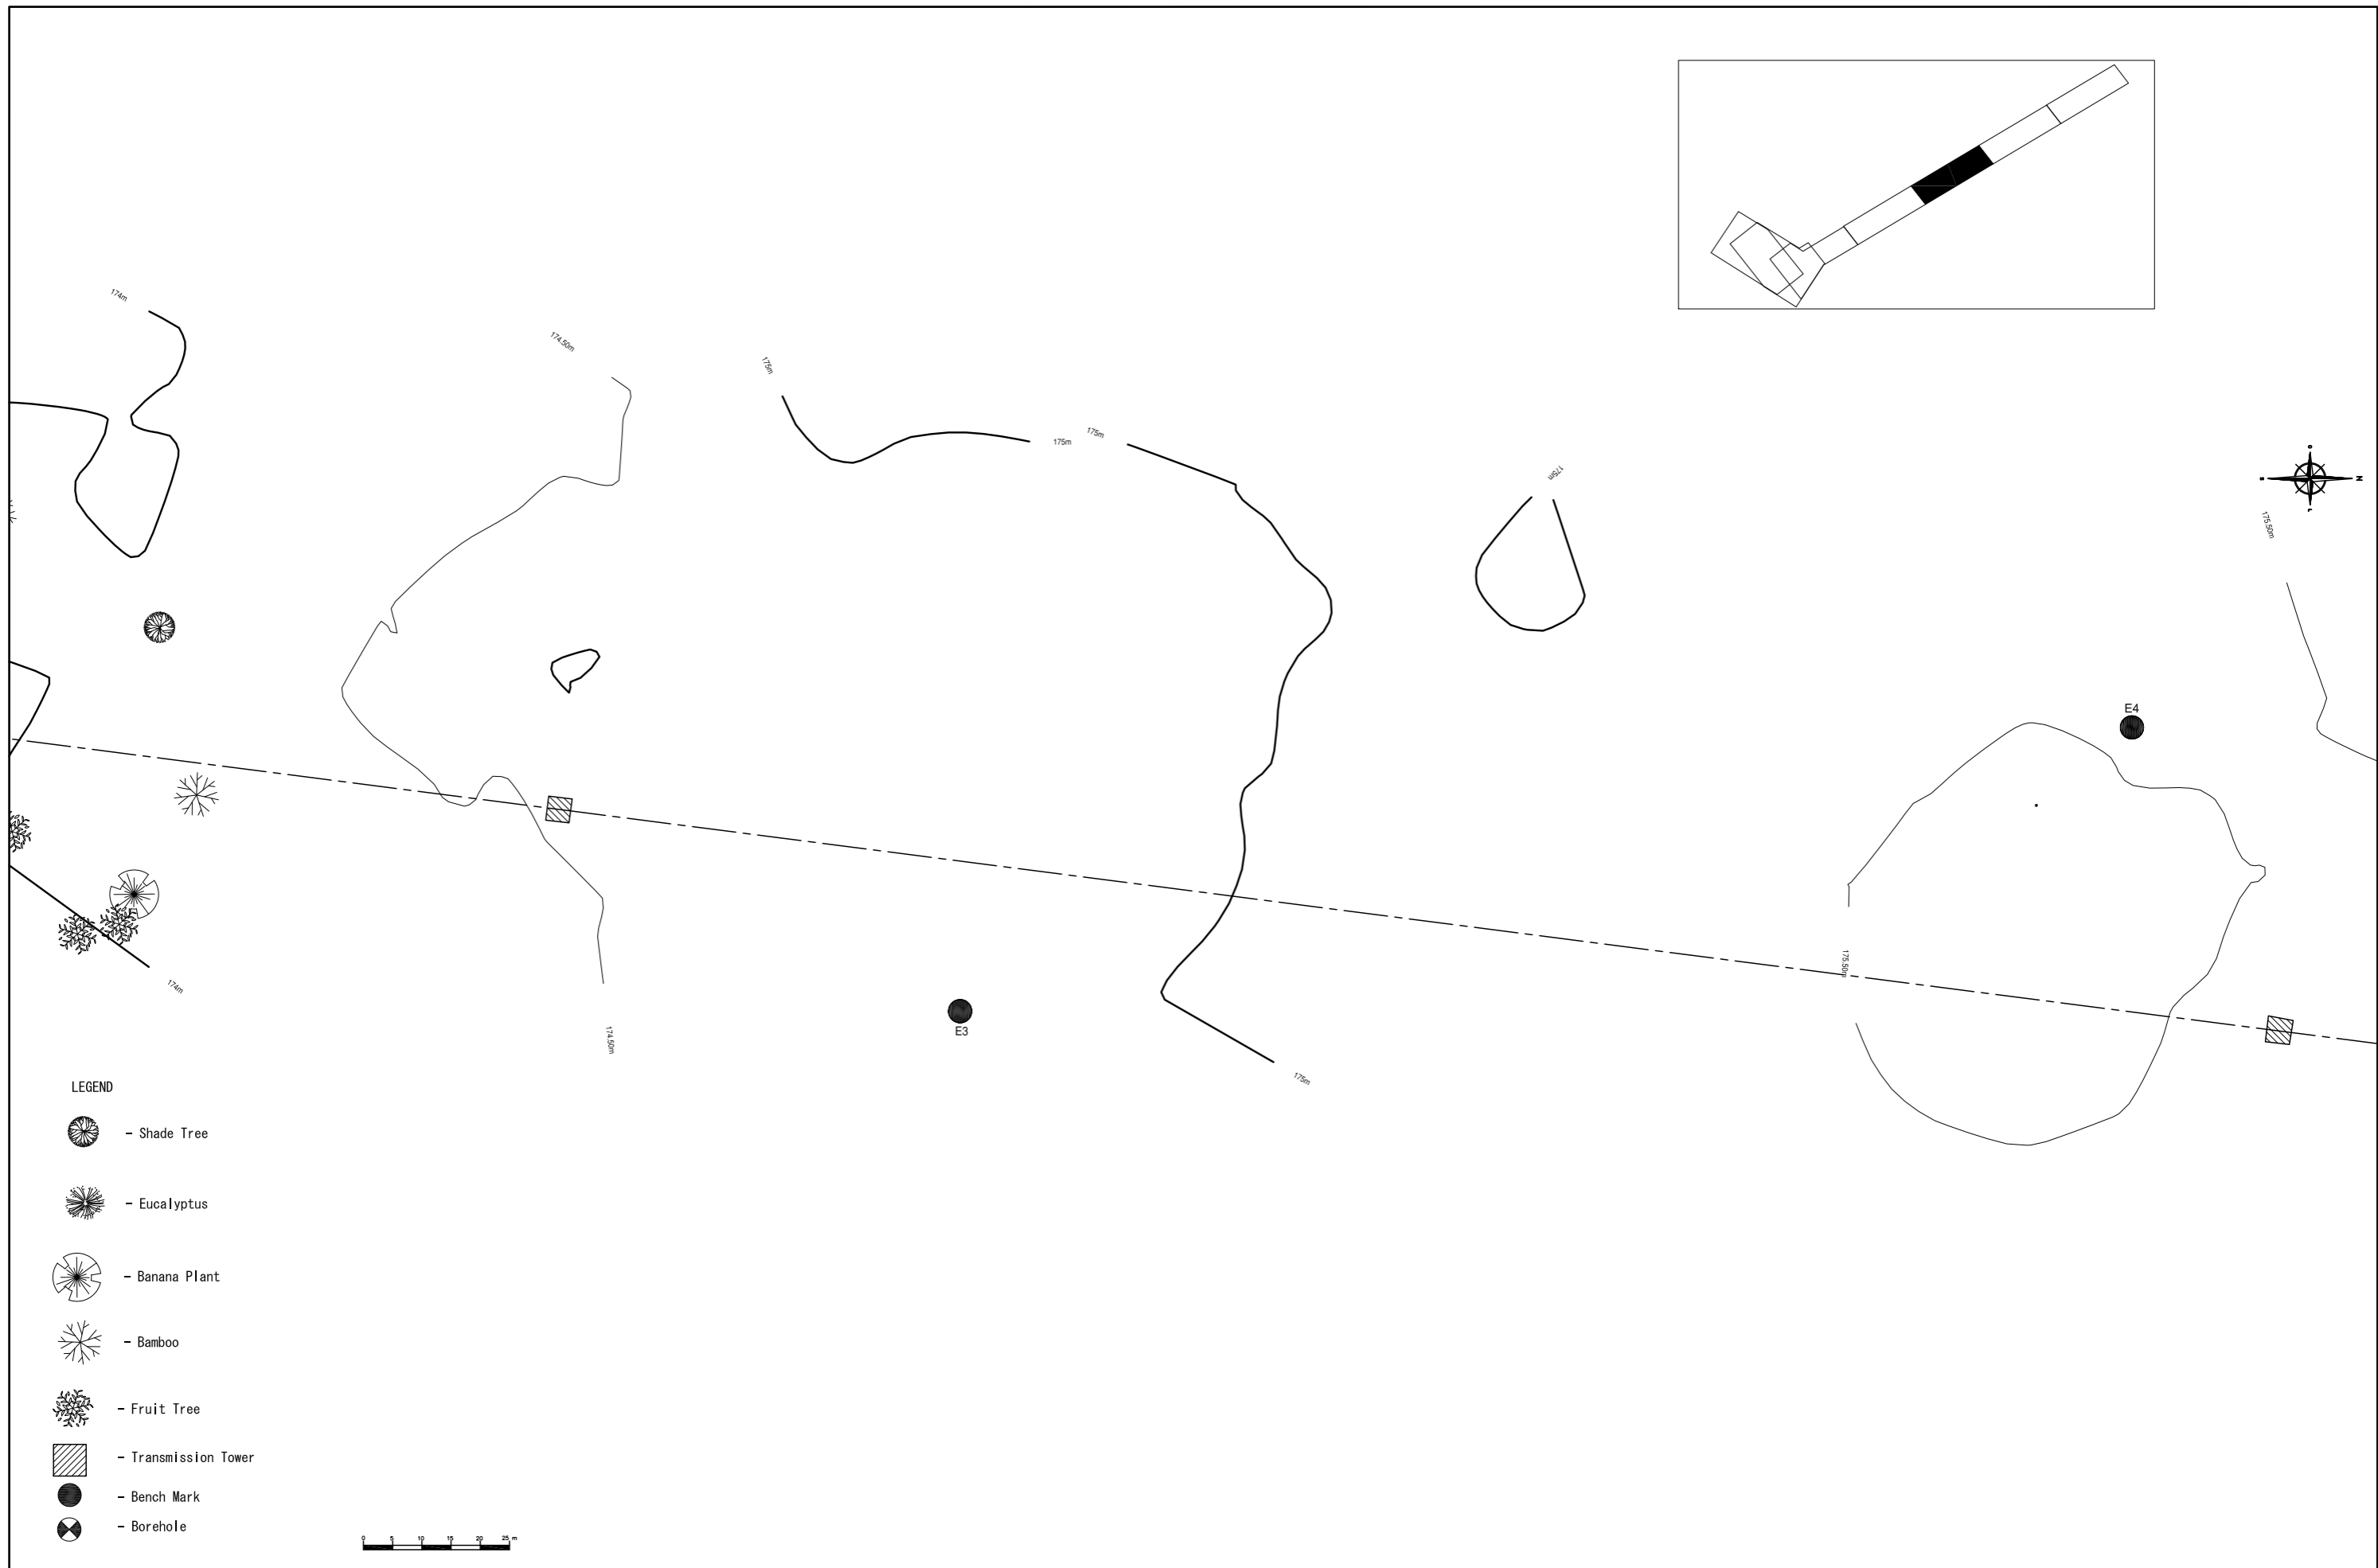 174m
174.50m
175m
175m
175m
175m
O
S
N
L
175.50m
E4
175.50m
174m
E3
174.50m
175m
LEGEND
- Shade Tree
- Eucalyptus
- Banana Plant
- Bamboo
- Fruit Tree
- Transmission Tower
- Bench Mark
- Borehole
0 5 10 15 20 25 m